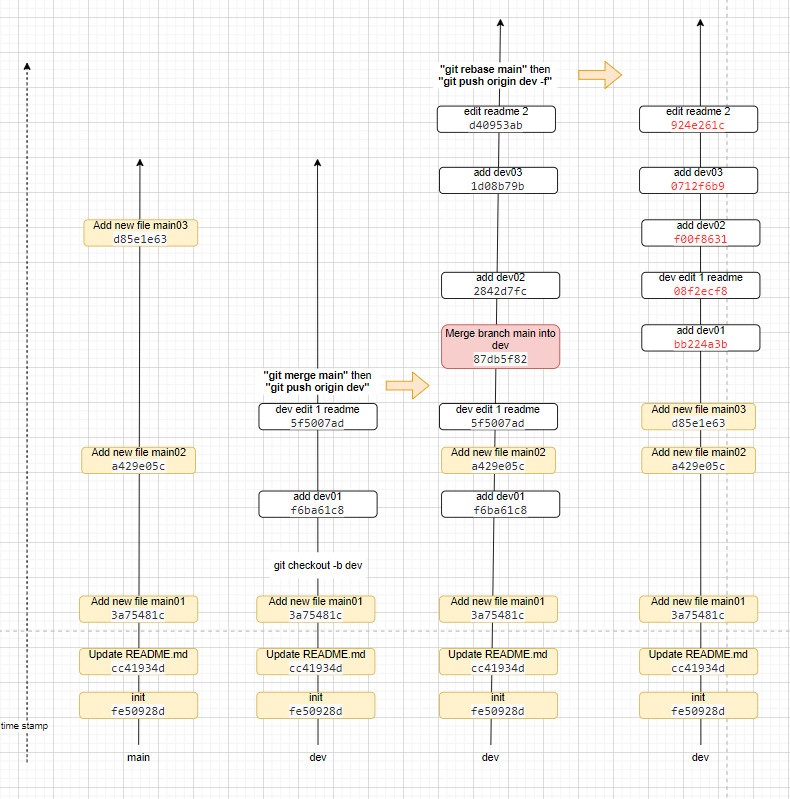 "git rebase main" then
"git push origin dev -f"
edit readme 2
d40953ab
edit readme 2
924e261c
add dev03
1d08b79b
add dev03
0712f6b9
Add new file main03
d85e1e63
add dev02
f00f8631
add dev02
2842d7fc
dev edit 1 readme
08f2ecf8
Merge branch main into
dev
87db5f82
add dev01
bb224a3b
"git merge main" then
"git push origin dev"
dev edit 1 readme
5f5007ad
dev edit 1 readme
5f5007ad
Add new file main03
d85e1e63
Add new file main02
a429e05c
Add new file main02
a429e05c
Add new file main02
a429e05c
add dev01
f6ba61c8
add dev01
f6ba61c8
git checkout -b dev
Add new file main01
3a75481c
Add new file main01
3a75481c
Add new file main01
3a75481c
Add new file main01
3a75481c
Update README.md
cc41934d
Update README.md
cc41934d
Update README.md
cc41934d
Update README.md
cc41934d
init
fe50928d
init
fe50928d
init
fe50928d
init
fe50928d
time stamp
main
dev
dev
dev